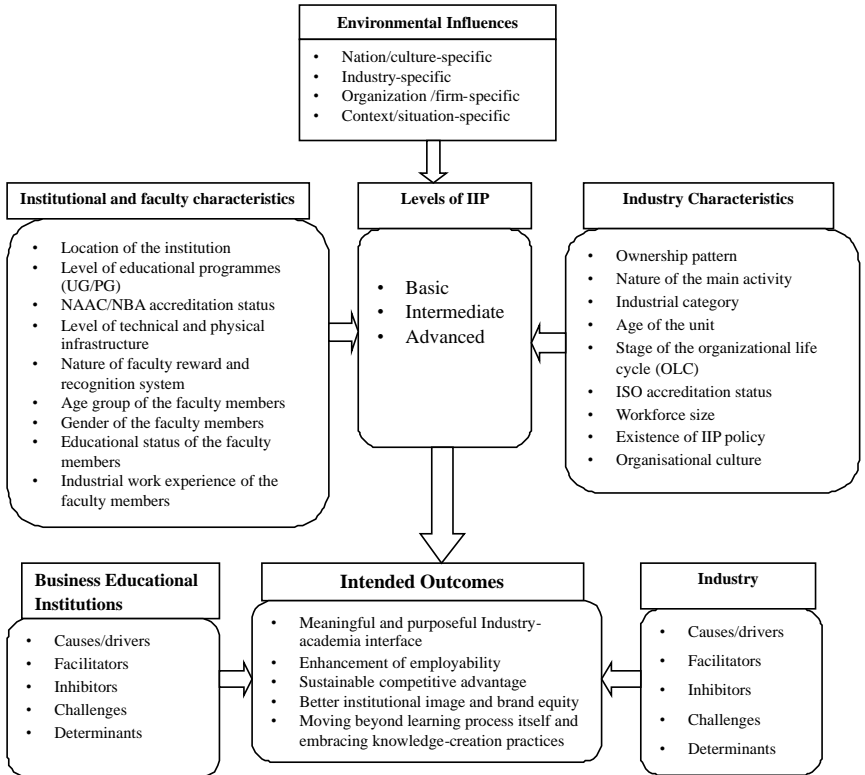 Environmental Influences
• Nation/culture-specific
• Industry-specific
• Organization /firm-specific
• Context/situation-specific
Institutional and faculty characteristics
• Location of the institution
• Level of educational programmes
(UG/PG)
• NAAC/NBA accreditation status
• Level of technical and physical
infrastructure
• Nature of faculty reward and
recognition system
• Age group of the faculty members
• Gender of the faculty members
• Educational status of the faculty
members
• Industrial work experience of the
faculty members
Levels of IIP
• Basic
• Intermediate
• Advanced
Industry Characteristics
• Ownership pattern
• Nature of the main activity
• Industrial category
• Age of the unit
• Stage of the organizational life
cycle (OLC)
• ISO accreditation status
• Workforce size
• Existence of IIP policy
• Organisational culture
Business Educational
Institutions
• Causes/drivers
• Facilitators
• Inhibitors
• Challenges
• Determinants
Intended Outcomes
• Meaningful and purposeful Industry-
academia interface
• Enhancement of employability
• Sustainable competitive advantage
• Better institutional image and brand equity
• Moving beyond learning process itself and
embracing knowledge-creation practices
Industry
• Causes/drivers
• Facilitators
• Inhibitors
• Challenges
• Determinants